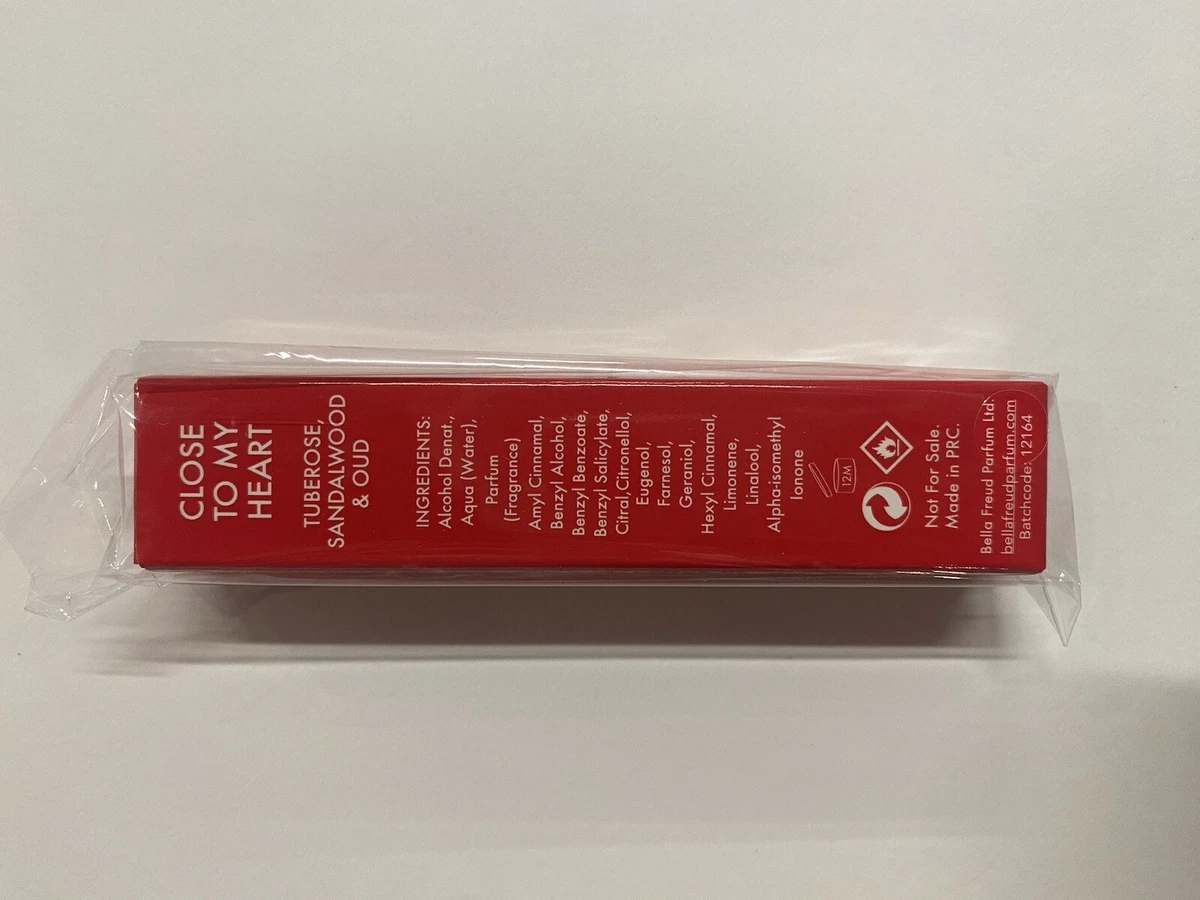 CLOSE
TO MY
HEART
TUBEROSE,
SANDALWOOD
& OUD
INGREDIENTS:
Alcohol Denat.,
Aqua (Water),
Parfum
(Fragrance)
Amyl Cinnamal,
Benzyl Alcohol,
Benzyl Benzoate,
Benzyl Salicylate,
Citral,Citronellol,
Eugenol,
Farnesol,
Geraniol,
Hexyl Cinnamal,
Limonene,
Linalool,
Alpha-isomethyl
Ionone
12M
Not For Sale.
Made in PRC.
Bella Freud Parfum Ltd
bellafreudparfum.com
Batchcode: 12164